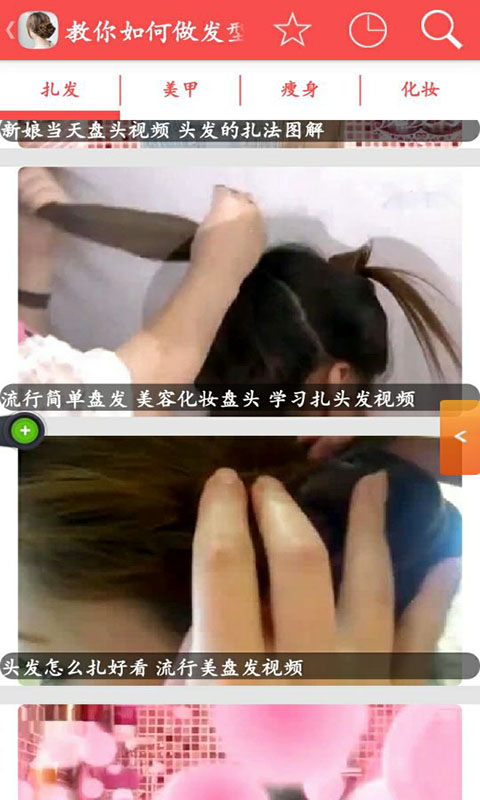 教你如何做发型
扎发 美甲 瘦身 化妆
新娘当天盘头视频 头发的扎法图解
流行简单盘发 美容化妆盘头 学习扎头发视频
头发怎么扎好看 流行美盘发视频